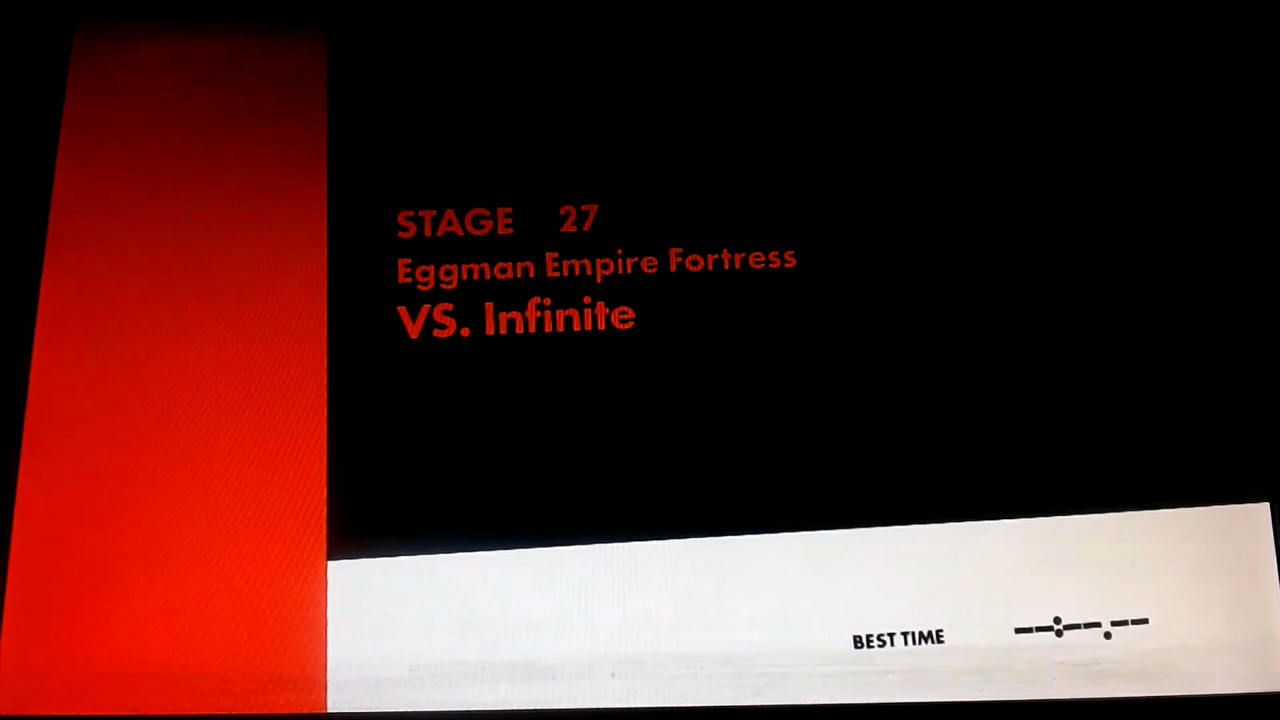 STAGE 27
Eggman Empire Fortress
VS. Infinite
BEST TIME --:--.--